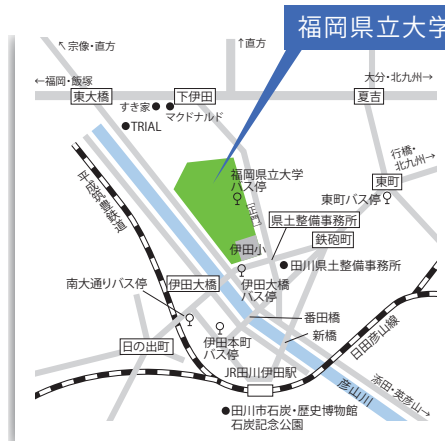 福岡県立大学
↖宗像・直方
↑直方
←福岡・飯塚
大分・北九州→
東大橋
下伊田
夏吉
すき家
マクドナルド
TRIAL
行橋・
北九州→
平成筑豊鉄道
福岡県立大学
バス停
東町
東町バス停
正門
県土整備事務所
鉄砲町
伊田小
田川県土整備事務所
伊田大橋
伊田大橋
バス停
南大通りバス停
番田橋
日の出町
伊田本町
バス停
新橋
日田彦山線
JR田川伊田駅
彦山川
添田・英彦山→
田川市石炭・歴史博物館
石炭記念公園